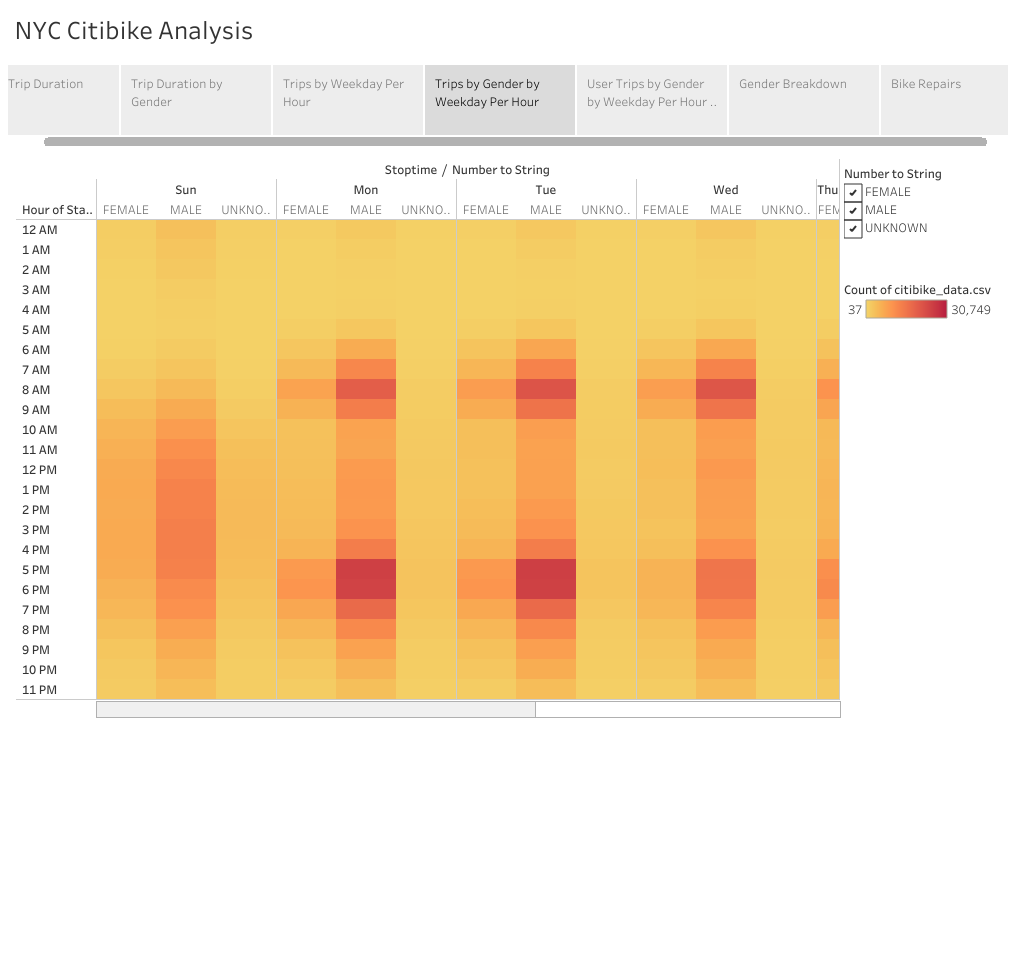 NYC Citibike Analysis
Trip Duration
Trip Duration by
Gender
Trips by Weekday Per
Hour
Trips by Gender by
Weekday Per Hour
User Trips by Gender
by Weekday Per Hour ..
Gender Breakdown
Bike Repairs
Stoptime / Number to String
Sun Mon Tue Wed Thu
Hour of Sta.. FEMALE MALE UNKNO.. FEMALE MALE UNKNO.. FEMALE MALE UNKNO.. FEMALE MALE UNKNO.. FEM
12 AM
1 AM
2 AM
3 AM
4 AM
5 AM
6 AM
7 AM
8 AM
9 AM
10 AM
11 AM
12 PM
1 PM
2 PM
3 PM
4 PM
5 PM
6 PM
7 PM
8 PM
9 PM
10 PM
11 PM
Number to String
FEMALE
MALE
UNKNOWN
Count of citibike_data.csv
37 30,749